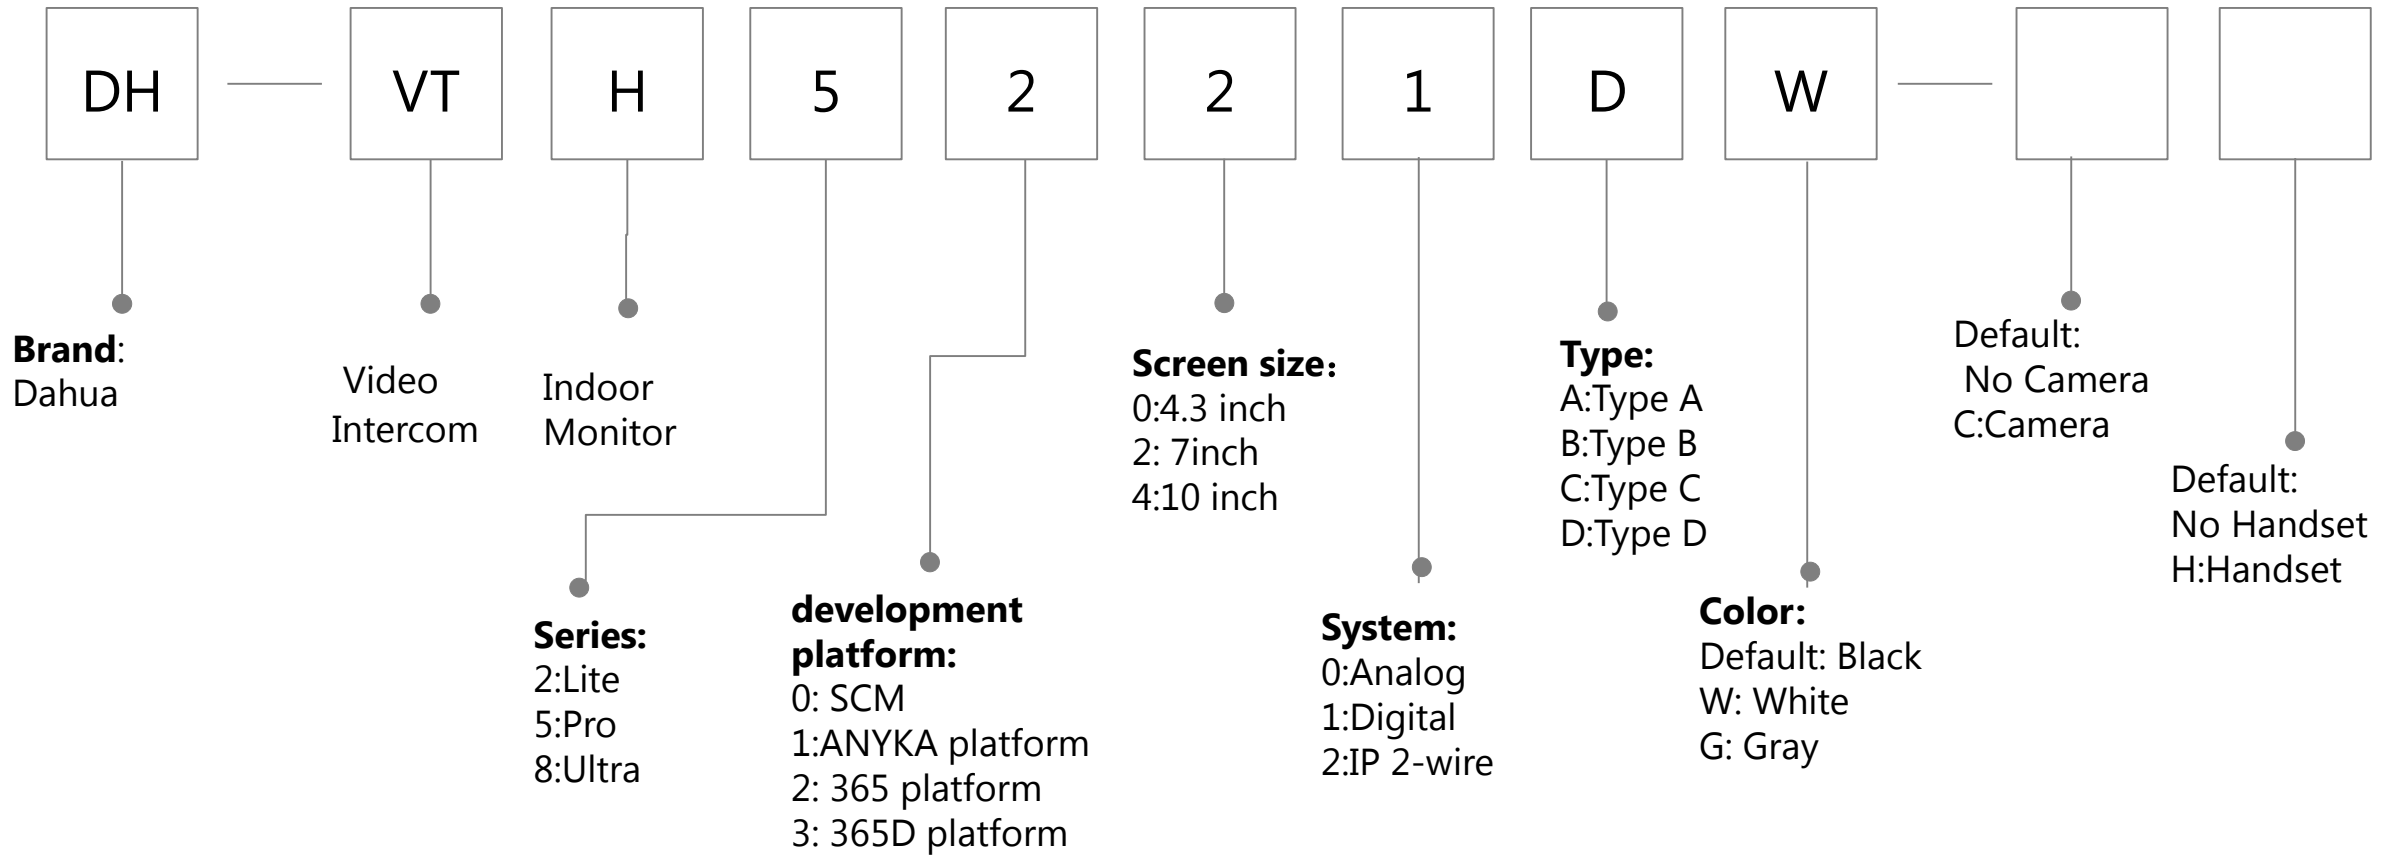 DH
VT
H
5
2
2
1
D
W
Brand:
Dahua
Video
Intercom
Indoor
Monitor
Series:
2:Lite
5:Pro
8:Ultra
development
platform:
0: SCM
1:ANYKA platform
2: 365 platform
3: 365D platform
Screen size：
0:4.3 inch
2: 7inch
4:10 inch
System:
0:Analog
1:Digital
2:IP 2-wire
Type:
A:Type A
B:Type B
C:Type C
D:Type D
Color:
Default: Black
W: White
G: Gray
Default:
No Camera
C:Camera
Default:
No Handset
H:Handset